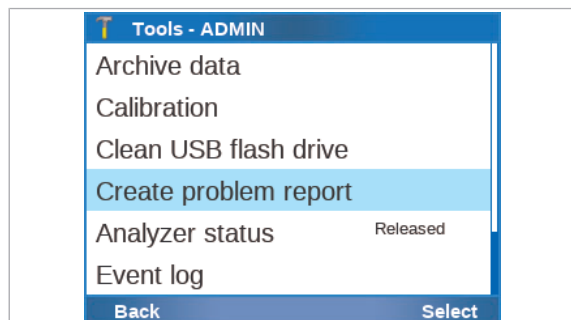 Tools - ADMIN
Archive data
Calibration
Clean USB flash drive
Create problem report
Analyzer status Released
Event log
Back Select